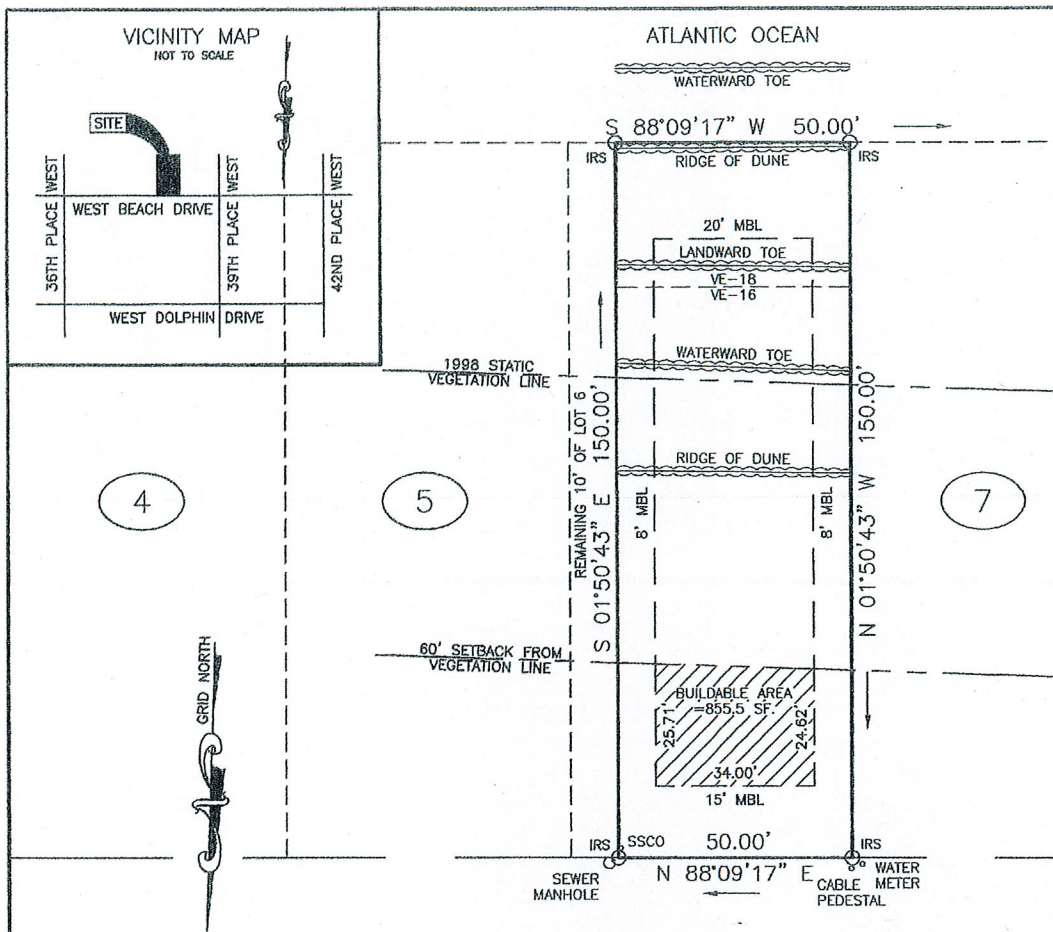 VICINITY MAP
NOT TO SCALE
SITE
WEST BEACH DRIVE
36TH PLACE WEST
39TH PLACE WEST
42ND PLACE WEST
WEST DOLPHIN DRIVE
ATLANTIC OCEAN
WATERWARD TOE
S 88°09'17" W 50.00'
IRS
RIDGE OF DUNE
IRS
20' MBL
LANDWARD TOE
VE-18
VE-16
WATERWARD TOE
1998 STATIC
VEGETATION LINE
REMAINING 10' OF LOT 6
S 01°50'43" E 150.00'
N 01°50'43" W 150.00'
RIDGE OF DUNE
4
5
7
8' MBL
8' MBL
60' SETBACK FROM
VEGETATION LINE
GRID NORTH
BUILDABLE AREA
=855.5 SF.
25.71'
24.62'
34.00'
15' MBL
IRS
SSCO
50.00'
IRS
SEWER
MANHOLE
N 88°09'17" E
CABLE
PEDESTAL
WATER
METER